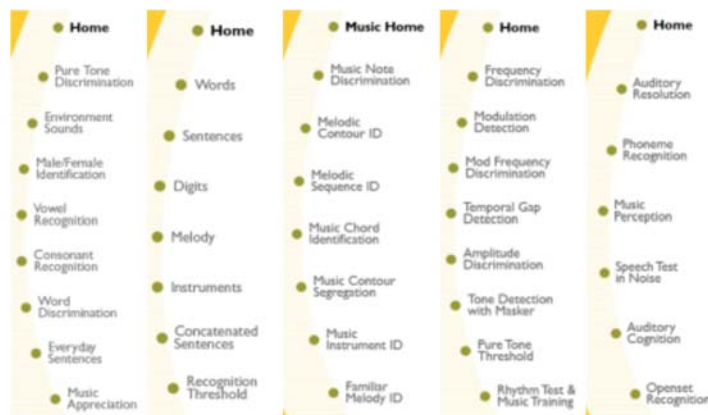 Home
Pure Tone
Discrimination
Environment
Sounds
Male/Female
Identification
Vowel
Recognition
Consonant
Recognition
Word
Discrimination
Everyday
Sentences
Music
Appreciation
Home
Words
Sentences
Digits
Melody
Instruments
Concatenated
Sentences
Recognition
Threshold
Music Home
Music Note
Discrimination
Melodic
Contour ID
Melodic
Sequence ID
Music Chord
Identification
Music Contour
Segregation
Music
Instrument ID
Familiar
Melody ID
Home
Frequency
Discrimination
Modulation
Detection
Mod Frequency
Discrimination
Temporal Gap
Detection
Amplitude
Discrimination
Tone Detection
with Masker
Pure Tone
Threshold
Rhythm Test &
Music Training
Home
Auditory
Resolution
Phoneme
Recognition
Music
Perception
Speech Test
in Noise
Auditory
Cognition
Openset
Recognition